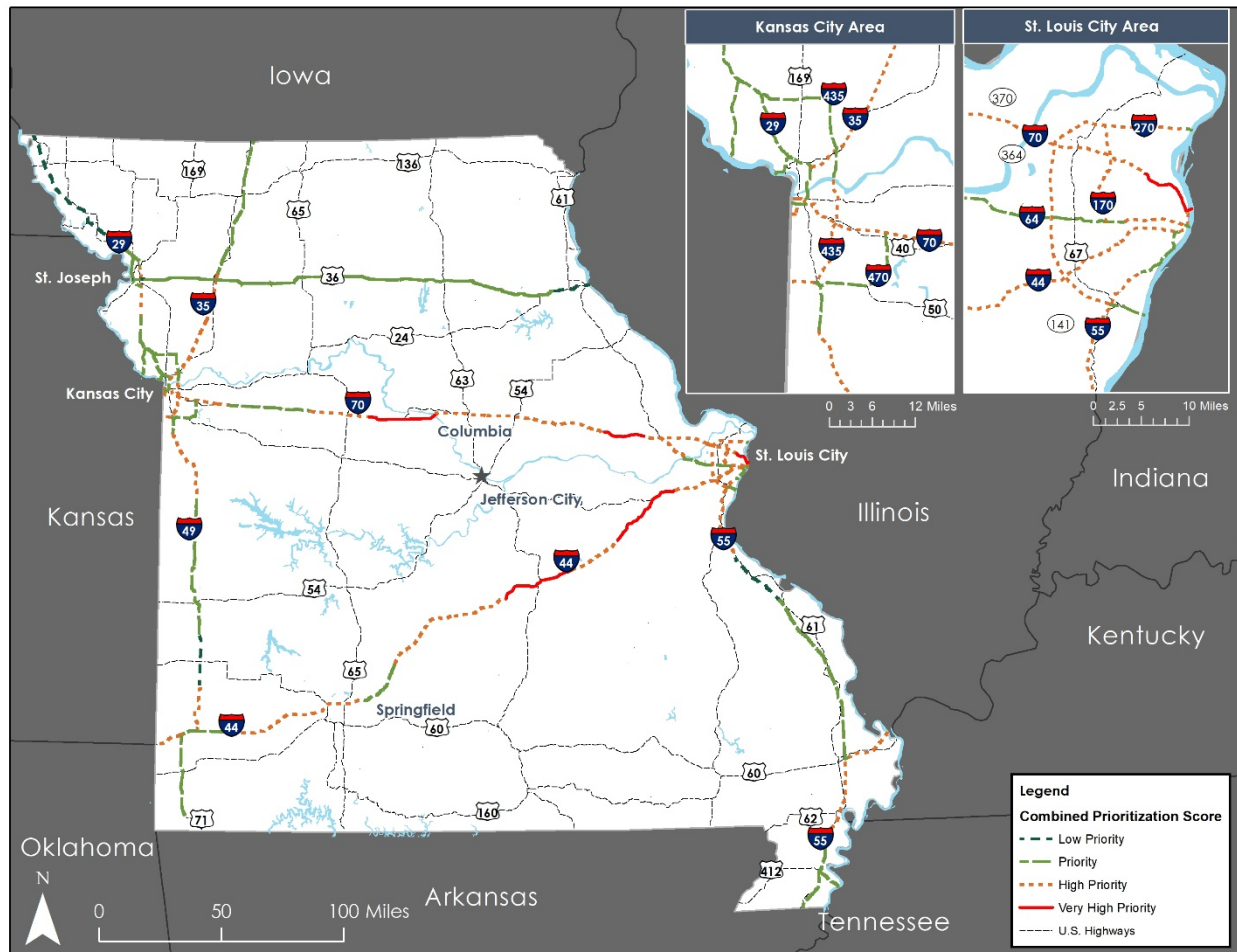 Kansas City Area
St. Louis City Area
169
435
29
35
435
40
70
470
50
0 3 6 12 Miles
370
70
270
364
170
64
67
44
141
55
0 2.5 5 10 Miles
Iowa
169
136
65
61
29
St. Joseph
36
35
24
63
54
Kansas City
70
Columbia
St. Louis City
Jefferson City
Indiana
Illinois
Kansas
49
55
44
54
61
Kentucky
65
Springfield
44
60
60
71
160
62
55
412
Oklahoma
Arkansas
Tennessee
N
0 50 100 Miles
Legend
Combined Prioritization Score
Low Priority
Priority
High Priority
Very High Priority
U.S. Highways